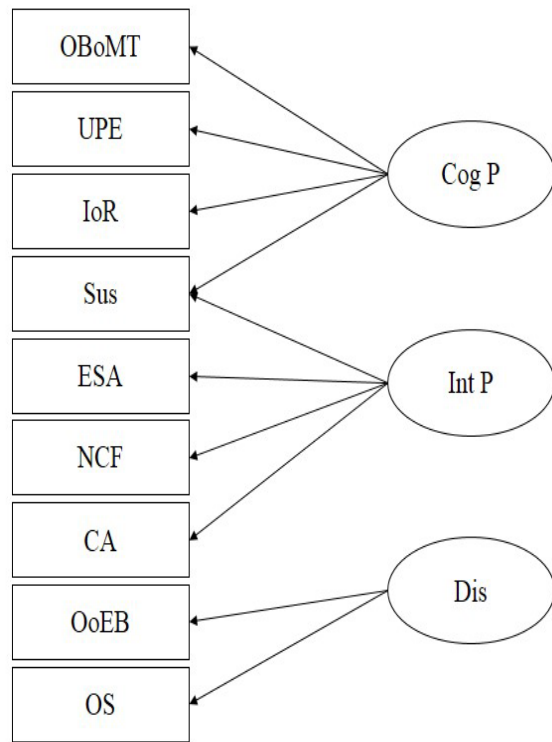 OBoMT
UPE
IoR
Sus
ESA
NCF
CA
OoEB
OS
Cog P
Int P
Dis